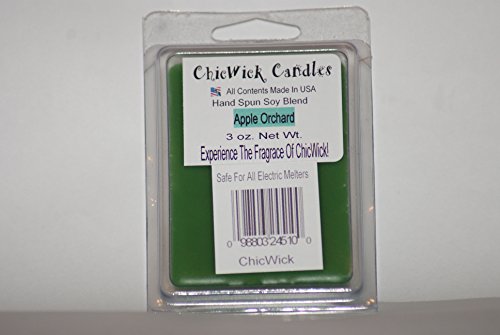 ChicWick Candles
All Contents Made In USA
Hand Spun Soy Blend
Apple Orchard
3 oz. Net Wt.
Experience The Fragrace Of ChicWick!
Safe For All Electric Melters
0 98803 24510 0
ChicWick